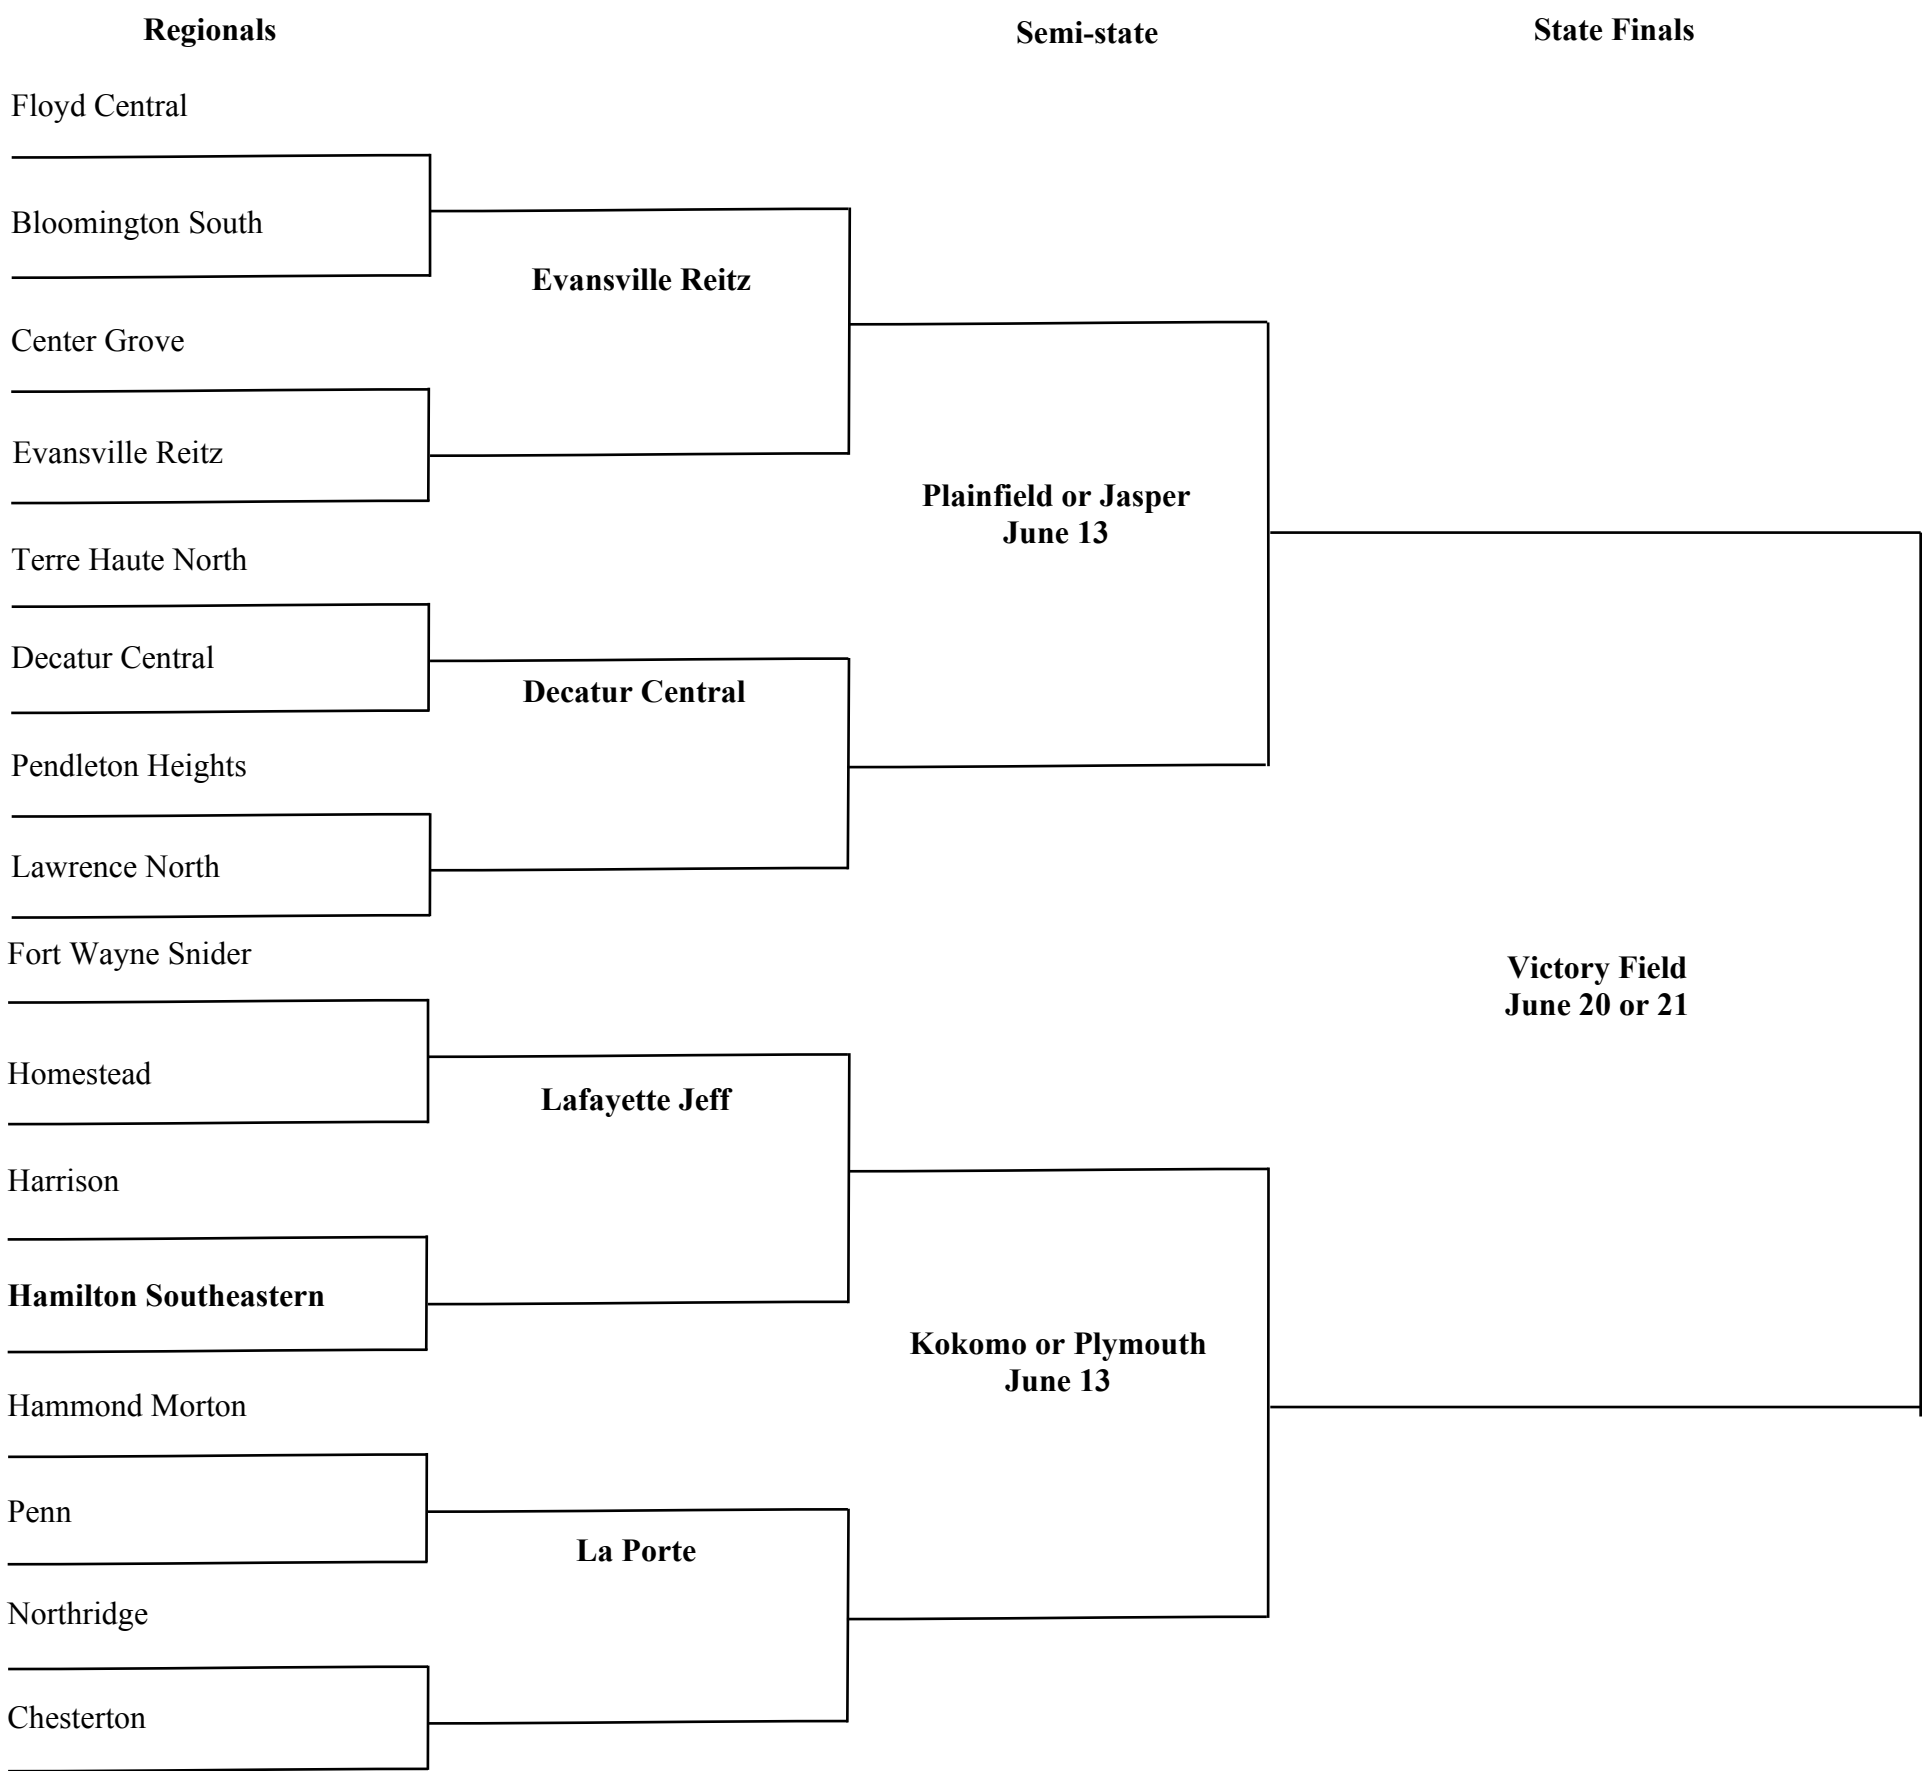 Regionals
Semi-state
State Finals
Floyd Central
Bloomington South
Evansville Reitz
Center Grove
Evansville Reitz
Plainfield or Jasper
June 13
Terre Haute North
Decatur Central
Decatur Central
Pendleton Heights
Lawrence North
Fort Wayne Snider
Victory Field
June 20 or 21
Homestead
Lafayette Jeff
Harrison
Hamilton Southeastern
Kokomo or Plymouth
June 13
Hammond Morton
Penn
La Porte
Northridge
Chesterton